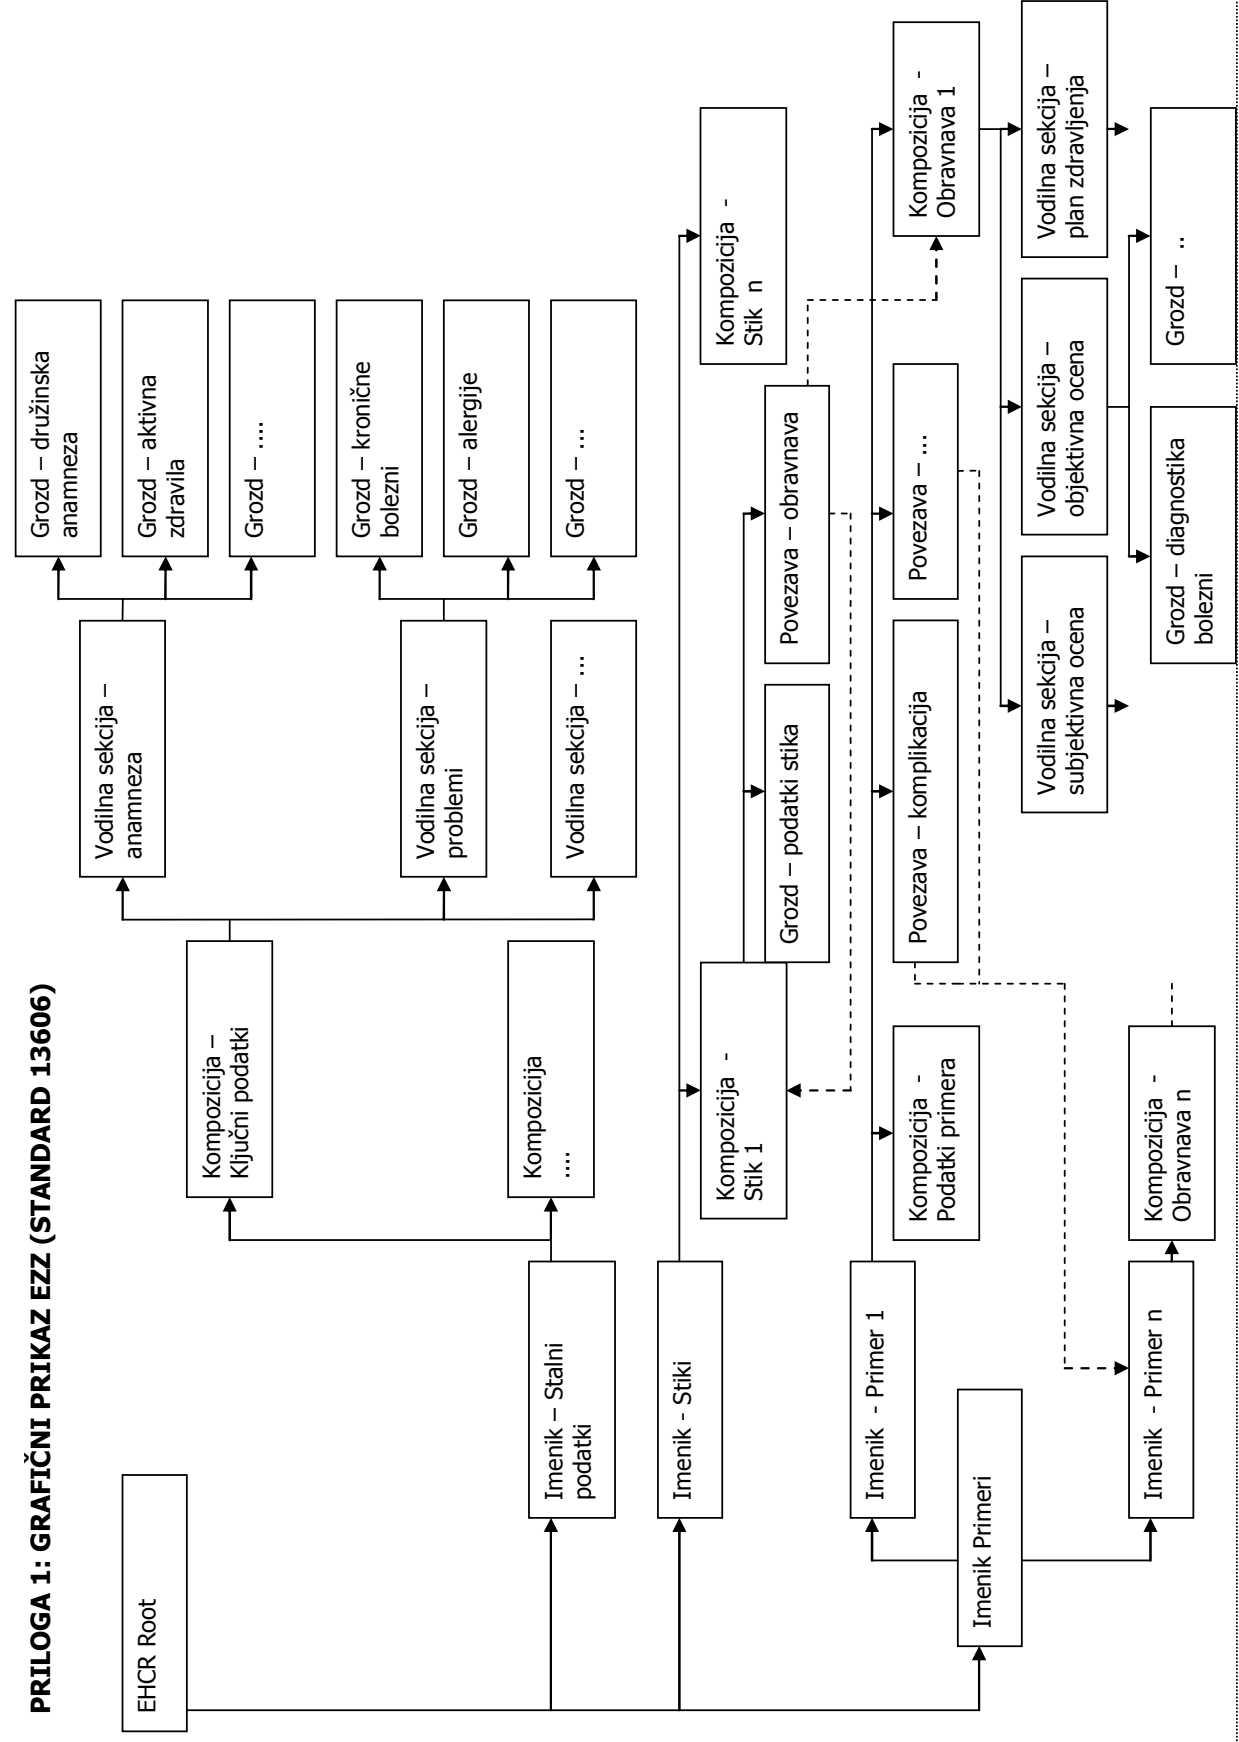 PRILOGA 1: GRAFIČNI PRIKAZ EZZ (STANDARD 13606)
EHCR Root
Imenik – Stalni
podatki
Kompozicija –
Ključni podatki
Kompozicija
....
Vodilna sekcija –
anamneza
Vodilna sekcija –
problemi
Vodilna sekcija – ...
Grozd – družinska
anamneza
Grozd – aktivna
zdravila
Grozd – ....
Grozd – kronične
bolezni
Grozd – alergije
Grozd – ...
Imenik - Stiki
Kompozicija -
Stik 1
Kompozicija -
Stik n
Grozd – podatki stika
Povezava – obravnava
Imenik Primeri
Imenik - Primer 1
Kompozicija -
Podatki primera
Povezava – komplikacija
Povezava – ...
Kompozicija -
Obravnava 1
Vodilna sekcija –
subjektivna ocena
Vodilna sekcija –
objektivna ocena
Vodilna sekcija –
plan zdravljenja
Grozd – diagnostika
bolezni
Grozd – ..
Imenik - Primer n
Kompozicija -
Obravnava n